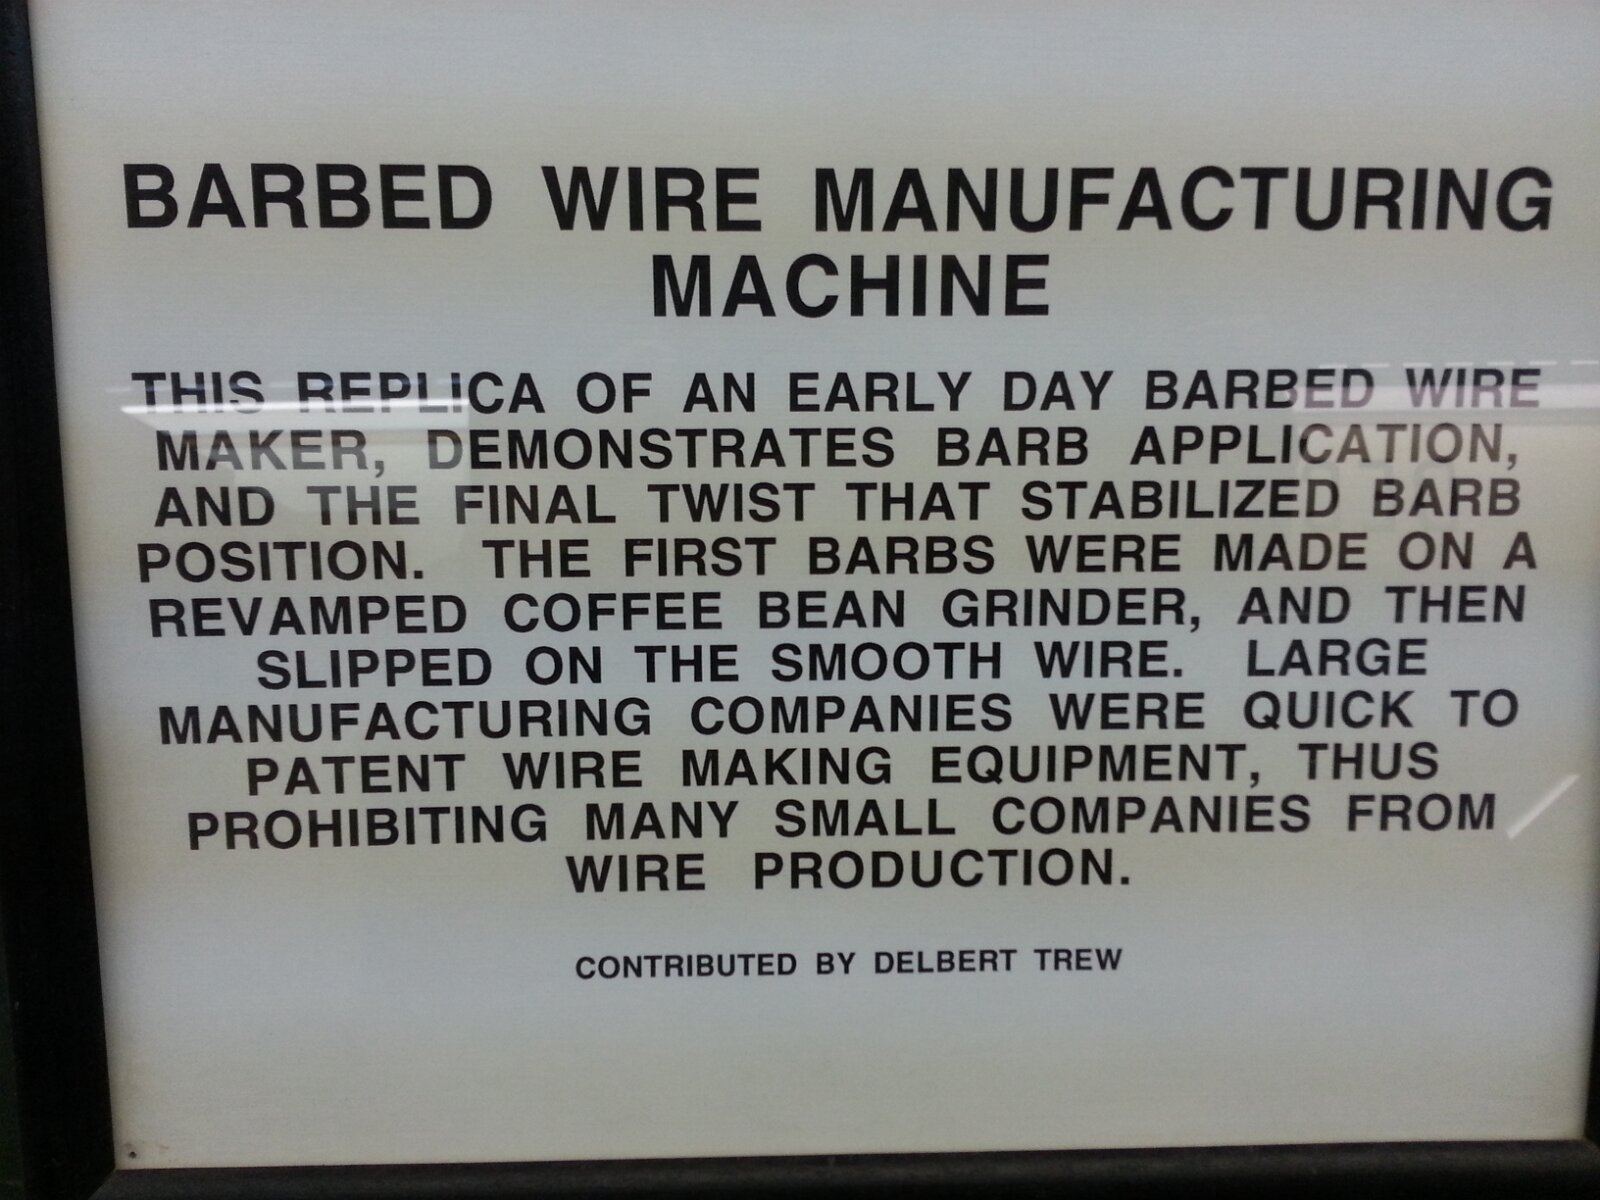 BARBED WIRE MANUFACTURING
MACHINE
THIS REPLICA OF AN EARLY DAY BARBED WIRE
MAKER, DEMONSTRATES BARB APPLICATION,
AND THE FINAL TWIST THAT STABILIZED BARB
POSITION. THE FIRST BARBS WERE MADE ON A
REVAMPED COFFEE BEAN GRINDER, AND THEN
SLIPPED ON THE SMOOTH WIRE. LARGE
MANUFACTURING COMPANIES WERE QUICK TO
PATENT WIRE MAKING EQUIPMENT, THUS
PROHIBITING MANY SMALL COMPANIES FROM
WIRE PRODUCTION.
CONTRIBUTED BY DELBERT TREW